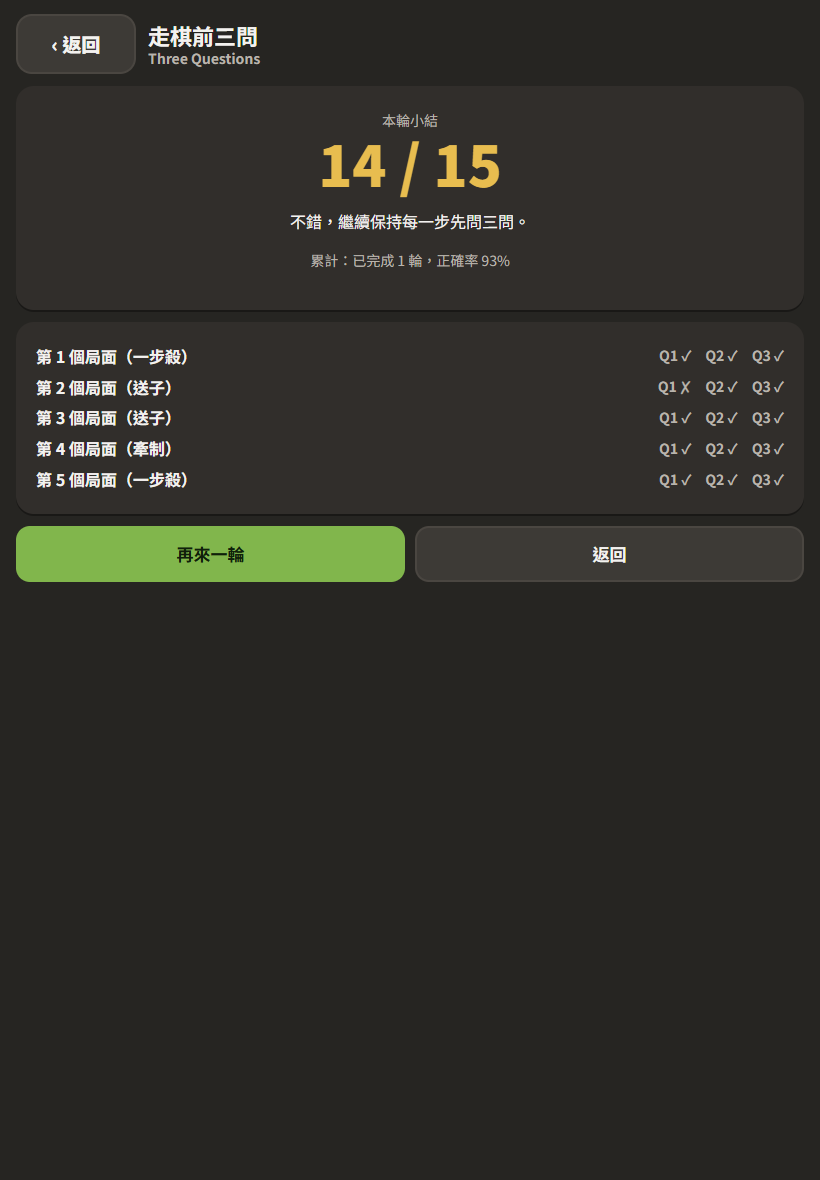 ‹ 返回
走棋前三問
Three Questions
本輪小結
14 / 15
不錯，繼續保持每一步先問三問。
累計：已完成 1 輪，正確率 93%
第 1 個局面（一步殺） Q1 ✓ Q2 ✓ Q3 ✓
第 2 個局面（送子） Q1 ✗ Q2 ✓ Q3 ✓
第 3 個局面（送子） Q1 ✓ Q2 ✓ Q3 ✓
第 4 個局面（牽制） Q1 ✓ Q2 ✓ Q3 ✓
第 5 個局面（一步殺） Q1 ✓ Q2 ✓ Q3 ✓
再來一輪
返回